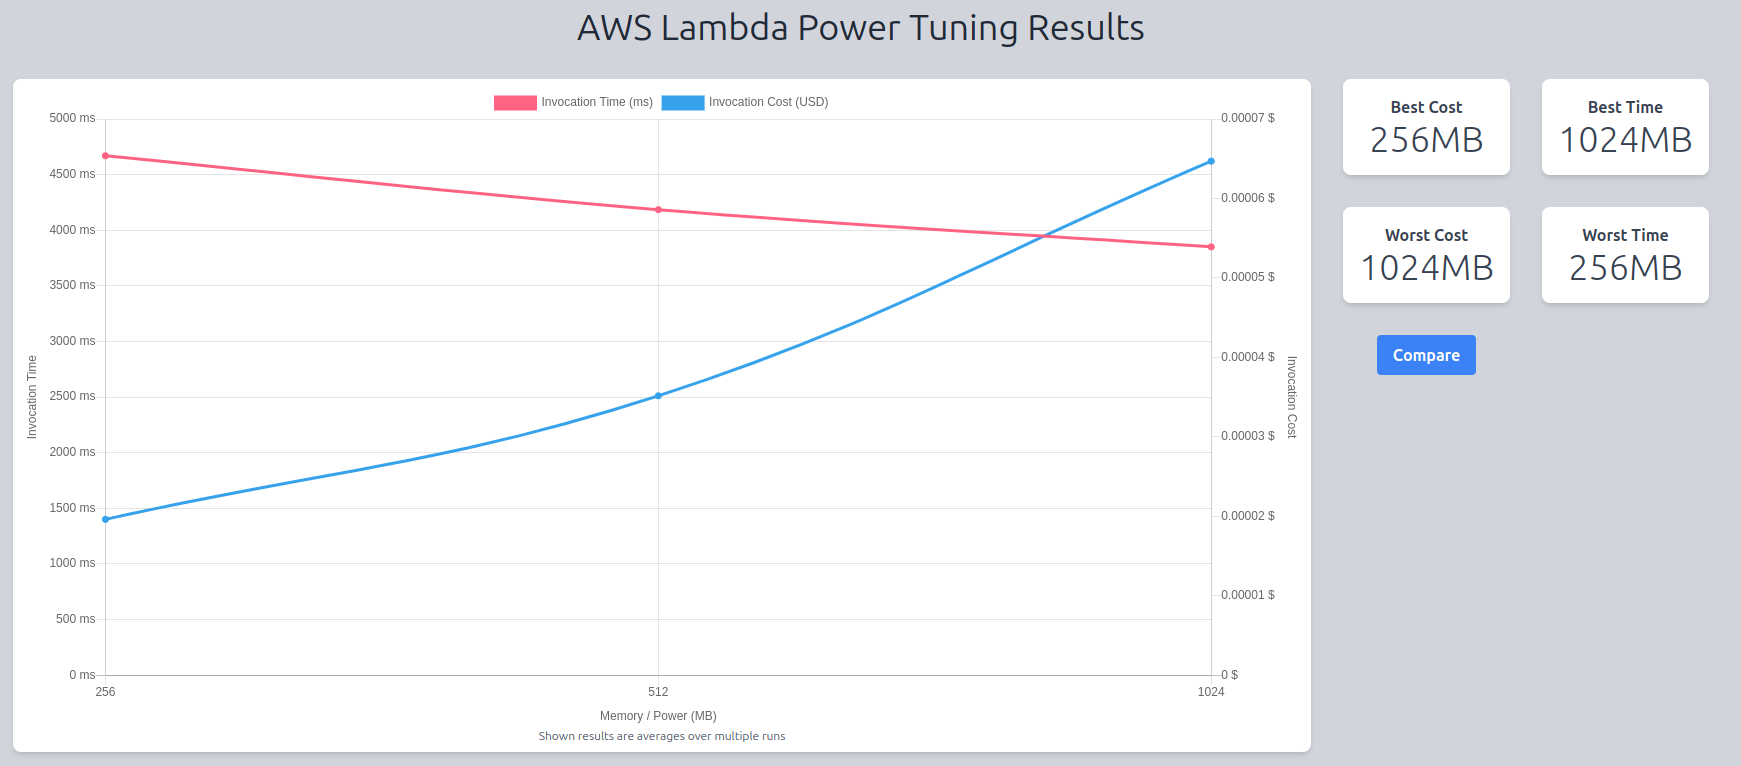 AWS Lambda Power Tuning Results
Invocation Time (ms) Invocation Cost (USD)
5000 ms
4500 ms
4000 ms
3500 ms
3000 ms
2500 ms
2000 ms
1500 ms
1000 ms
500 ms
0 ms
Invocation Time
0.00007 $
0.00006 $
0.00005 $
0.00004 $
0.00003 $
0.00002 $
0.00001 $
0 $
Invocation Cost
256 512 1024
Memory / Power (MB)
Shown results are averages over multiple runs
Best Cost
256MB
Best Time
1024MB
Worst Cost
1024MB
Worst Time
256MB
Compare